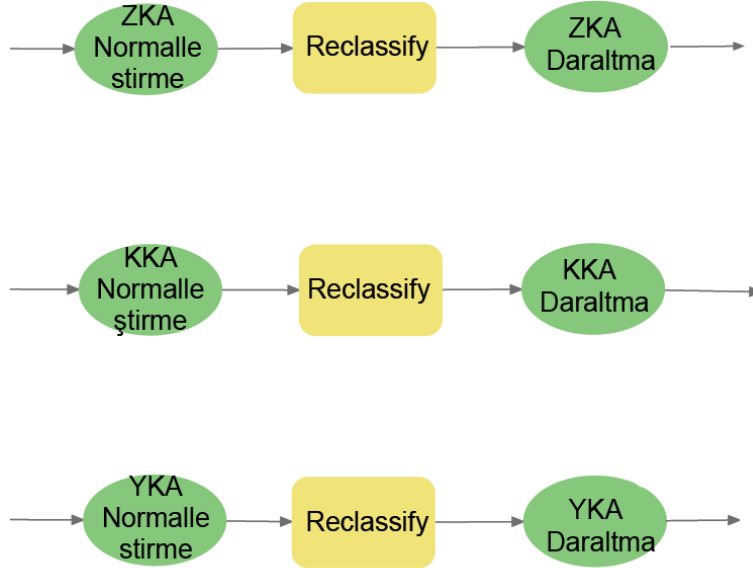 ZKA
Normalle
stirme
Reclassify
ZKA
Daraltma
KKA
Normalle
ştirme
Reclassify
KKA
Daraltma
YKA
Normalle
stirme
Reclassify
YKA
Daraltma